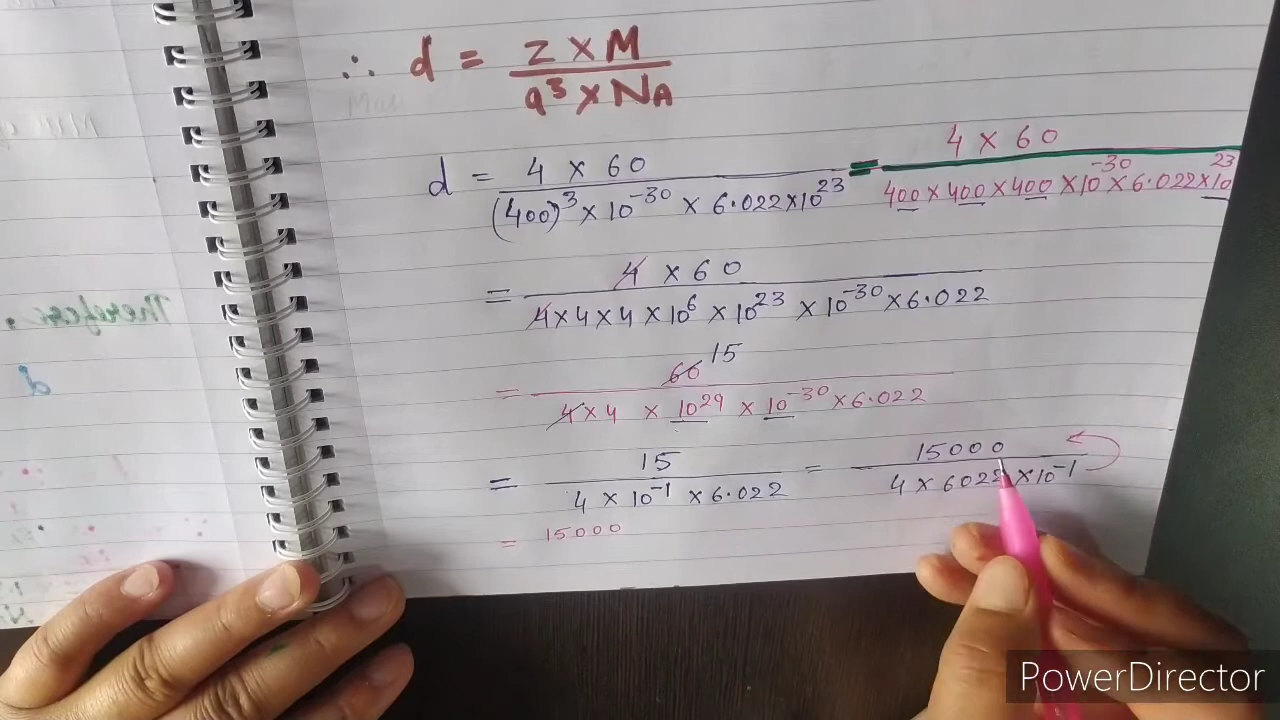 ∴ d = Z × M / a³ × NA
d = 4 × 60 / (400)³ × 10⁻³⁰ × 6.022 × 10²³ = 4 × 60 / 400 × 400 × 400 × 10⁻³⁰ × 6.022 × 10²³
= 4 × 60 / 4 × 4 × 4 × 10⁶ × 10²³ × 10⁻³⁰ × 6.022
= 60 15 / 4 × 4 × 10²⁹ × 10⁻³⁰ × 6.022
= 15 / 4 × 10⁻¹ × 6.022 = 15000 / 4 × 6022 × 10⁻¹
= 15000
Therefore,
d
PowerDirector